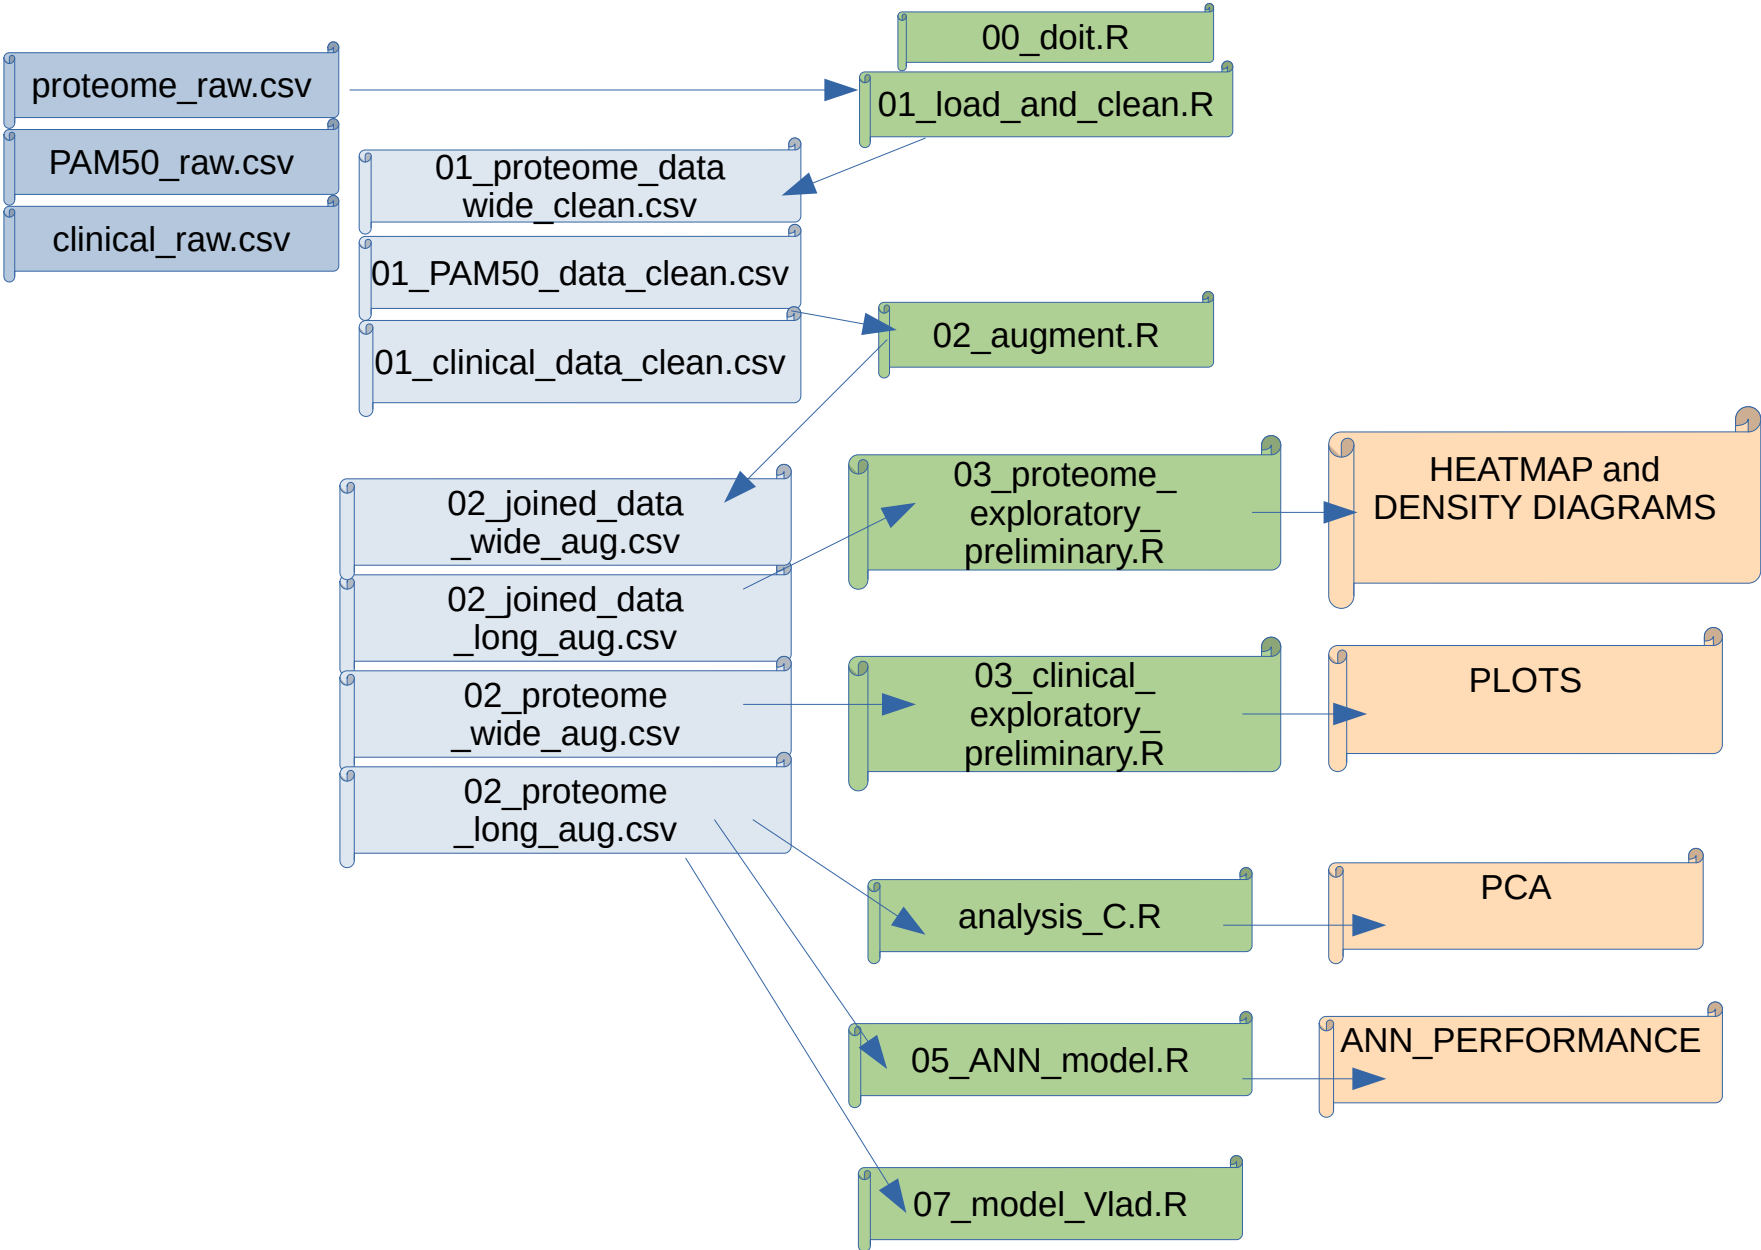 proteome_raw.csv
PAM50_raw.csv
clinical_raw.csv
00_doit.R
01_load_and_clean.R
01_proteome_data
wide_clean.csv
01_PAM50_data_clean.csv
01_clinical_data_clean.csv
02_augment.R
02_joined_data
_wide_aug.csv
02_joined_data
_long_aug.csv
02_proteome
_wide_aug.csv
02_proteome
_long_aug.csv
03_proteome_
exploratory_
preliminary.R
HEATMAP and
DENSITY DIAGRAMS
03_clinical_
exploratory_
preliminary.R
PLOTS
analysis_C.R
PCA
05_ANN_model.R
ANN_PERFORMANCE
07_model_Vlad.R